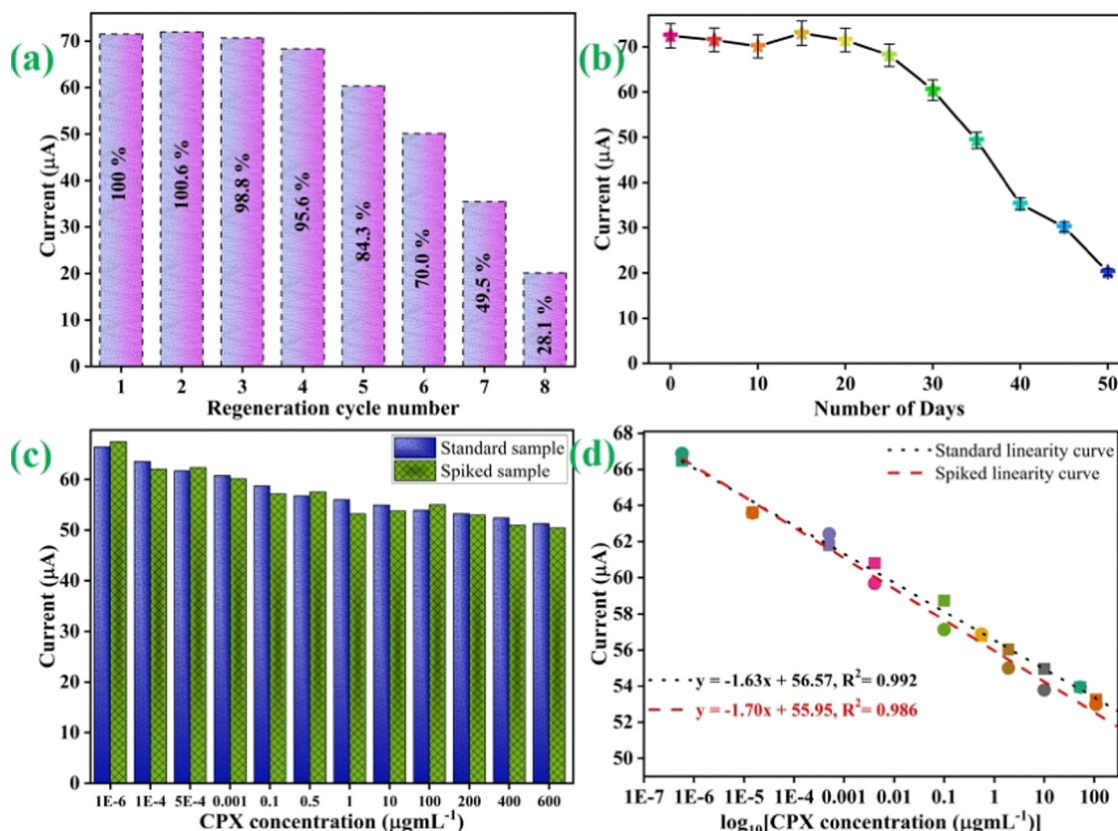 (a)
70
60
50
40
30
20
10
0
Current (μA)
100 %
100.6 %
98.8 %
95.6 %
84.3 %
70.0 %
49.5 %
28.1 %
1 2 3 4 5 6 7 8
Regeneration cycle number
(b)
80
70
60
50
40
30
20
10
0
Current (μA)
0 10 20 30 40 50
Number of Days
(c)
60
50
40
30
20
10
0
Current (μA)
Standard sample
Spiked sample
1E-6 1E-4 5E-4 0.001 0.1 0.5 1 10 100 200 400 600
CPX concentration (μgmL⁻¹)
(d)
68
66
64
62
60
58
56
54
52
50
Current (μA)
Standard linearity curve
Spiked linearity curve
y = -1.63x + 56.57, R²= 0.992
y = -1.70x + 55.95, R²= 0.986
1E-7 1E-6 1E-5 1E-4 0.001 0.01 0.1 1 10 100
log₁₀[CPX concentration (μgmL⁻¹)]